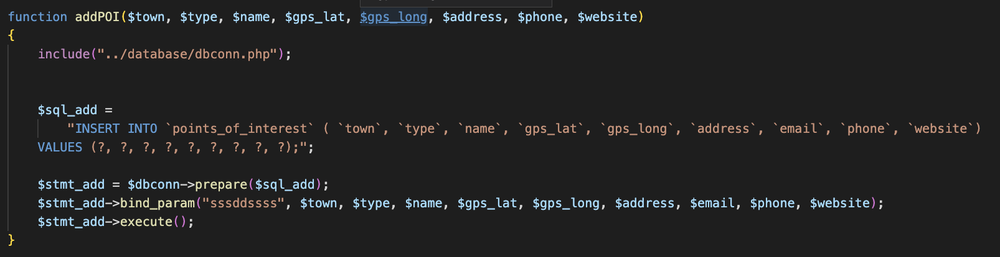 function addPOI($town, $type, $name, $gps_lat, $gps_long, $address, $phone, $website)
{
include("../database/dbconn.php");
$sql_add =
"INSERT INTO `points_of_interest` ( `town`, `type`, `name`, `gps_lat`, `gps_long`, `address`, `email`, `phone`, `website`)
VALUES (?, ?, ?, ?, ?, ?, ?, ?, ?);";
$stmt_add = $dbconn->prepare($sql_add);
$stmt_add->bind_param("sssddssss", $town, $type, $name, $gps_lat, $gps_long, $address, $email, $phone, $website);
$stmt_add->execute();
}